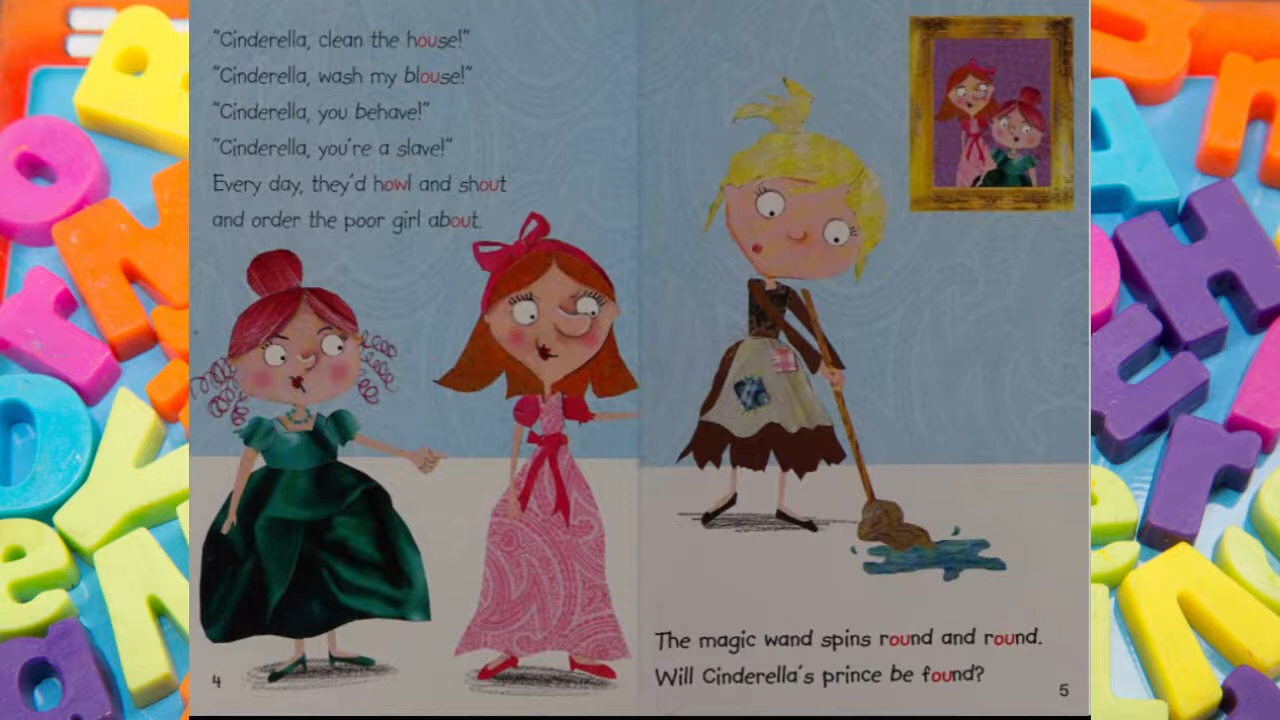 "Cinderella, clean the house!"
"Cinderella, wash my blouse!"
"Cinderella, you behave!"
"Cinderella, you're a slave!"
Every day, they'd howl and shout
and order the poor girl about.
4
The magic wand spins round and round.
Will Cinderella's prince be found?
5